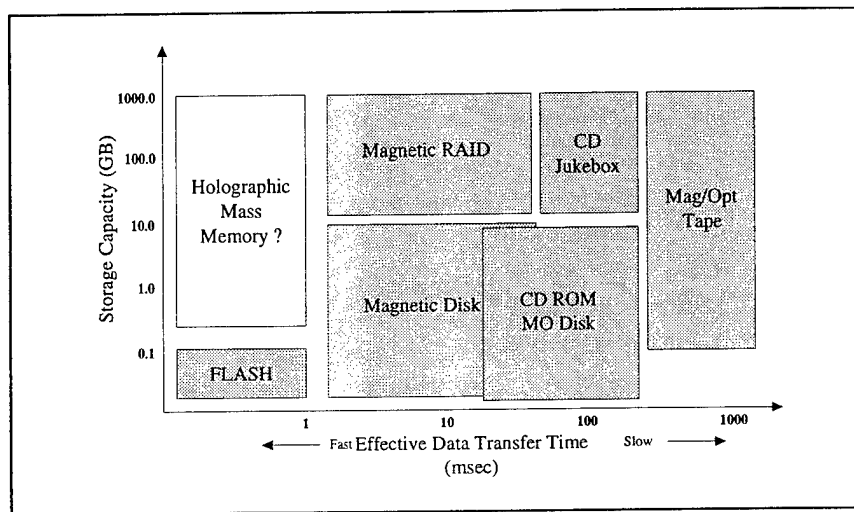 Storage Capacity (GB)
1000.0
100.0
10.0
1.0
0.1
Holographic
Mass
Memory ?
FLASH
Magnetic RAID
Magnetic Disk
CD
Jukebox
CD ROM
MO Disk
Mag/Opt
Tape
1
10
100
1000
Fast Effective Data Transfer Time Slow
(msec)